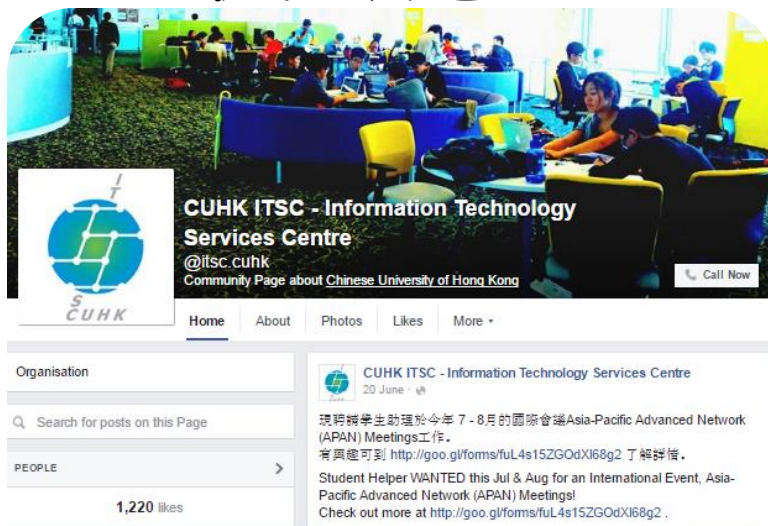 IT
SC
CUHK
CUHK ITSC - Information Technology
Services Centre
@itsc.cuhk
Community Page about Chinese University of Hong Kong
Call Now
Home
About
Photos
Likes
More
Organisation
Search for posts on this Page
PEOPLE
1,220 likes
CUHK ITSC - Information Technology Services Centre
20 June ·
現聘請學生助理於今年 7 - 8月的國際會議Asia-Pacific Advanced Network
(APAN) Meetings工作。
有興趣可到 http://goo.gl/forms/fuL4s15ZGOdXl68g2 了解詳情。
Student Helper WANTED this Jul & Aug for an International Event, Asia-
Pacific Advanced Network (APAN) Meetings!
Check out more at http://goo.gl/forms/fuL4s15ZGOdXl68g2 .